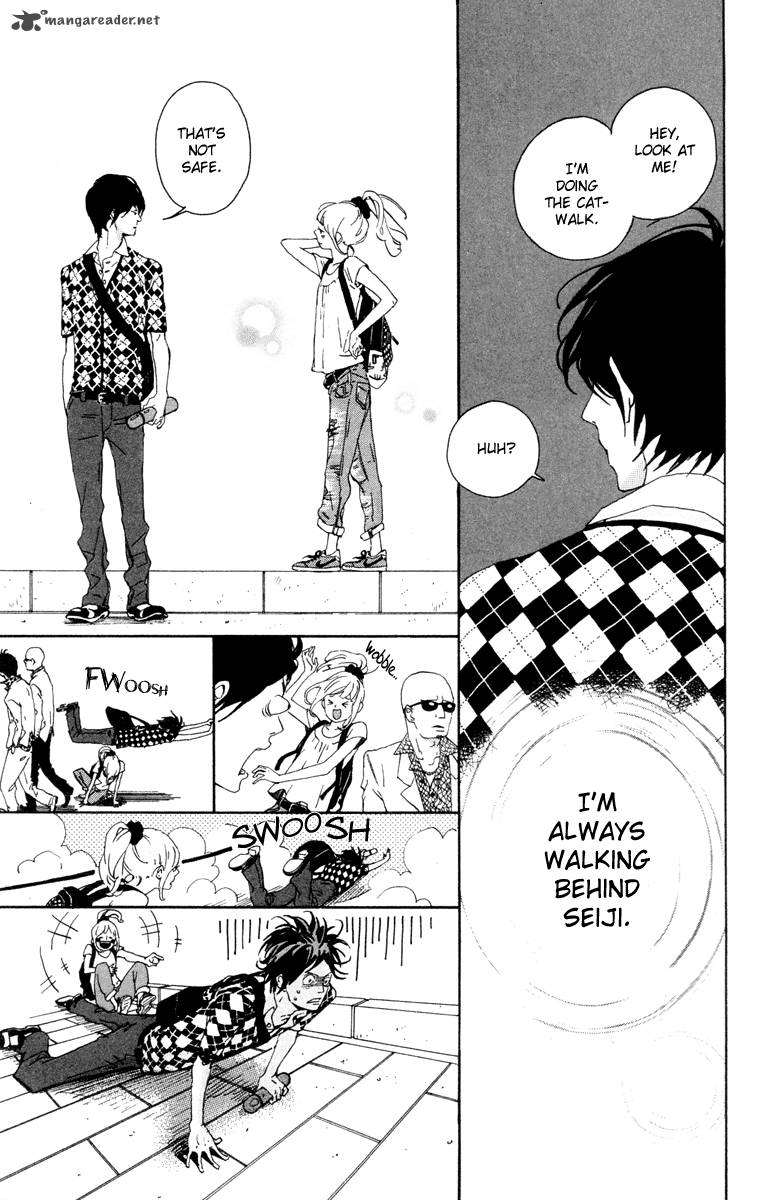 mangareader.net
HEY,
LOOK AT
ME!
I'M
DOING
THE CAT-
WALK.
HUH?
I'M
ALWAYS
WALKING
BEHIND
SEIJI.
THAT'S
NOT
SAFE.
wobble..
FWOOSH
SWOOSH